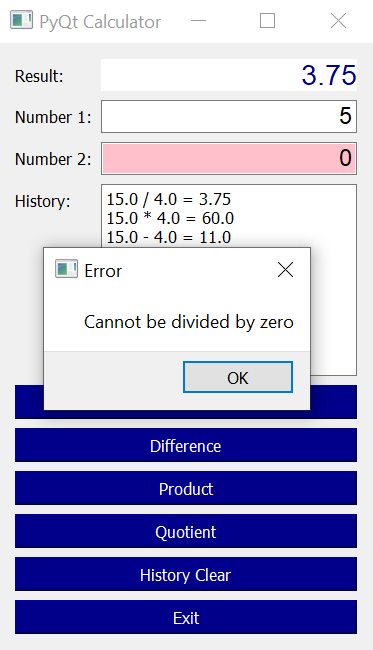 PyQt Calculator
Result:
3.75
Number 1:
5
Number 2:
0
History:
15.0 / 4.0 = 3.75
15.0 * 4.0 = 60.0
15.0 - 4.0 = 11.0
Error
Cannot be divided by zero
OK
Difference
Product
Quotient
History Clear
Exit